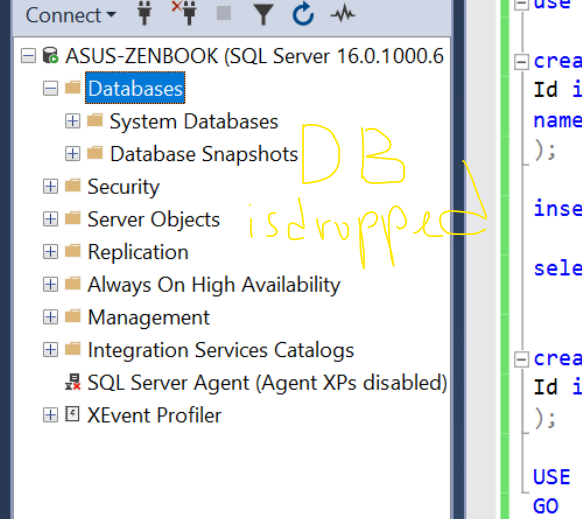 Connect
ASUS-ZENBOOK (SQL Server 16.0.1000.6
Databases
System Databases
Database Snapshots
Security
Server Objects
Replication
Always On High Availability
Management
Integration Services Catalogs
SQL Server Agent (Agent XPs disabled)
XEvent Profiler
DB
isdropped
use
crea
Id i
name
);
inse
sele
crea
Id i
);
USE
GO